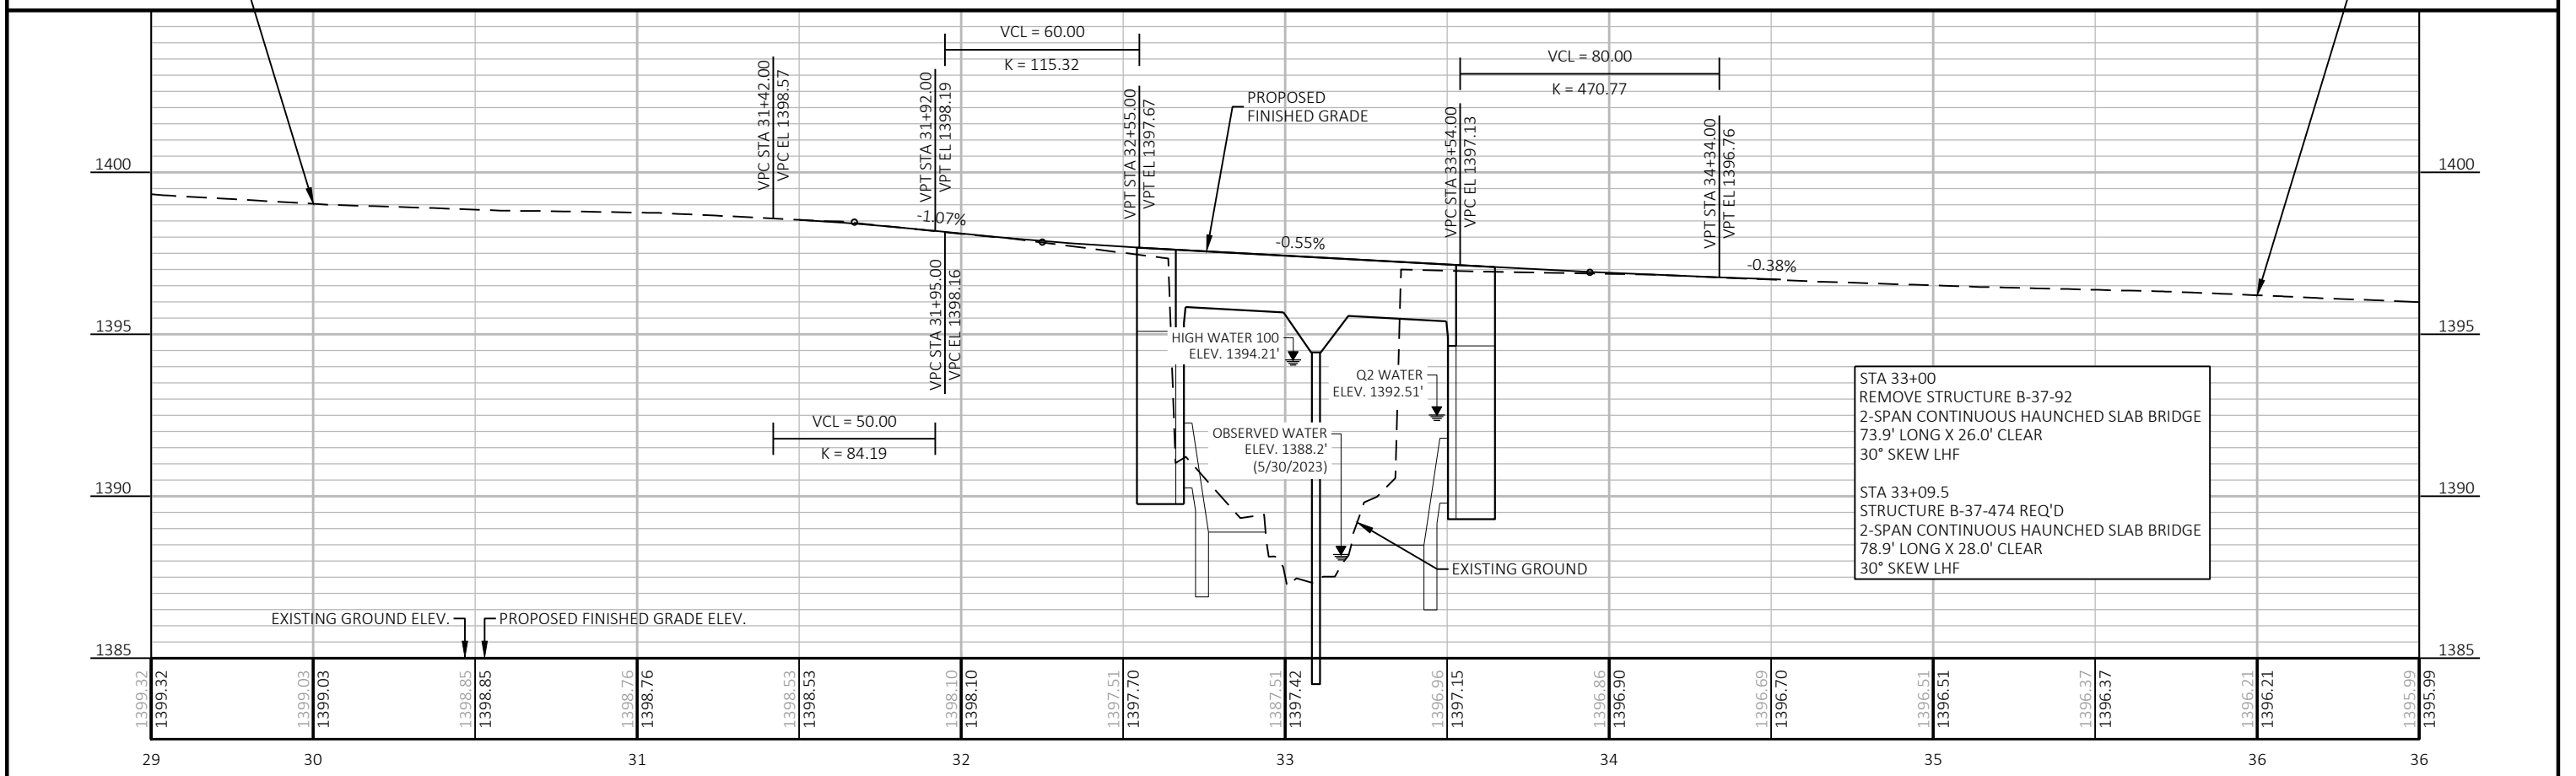 VCL = 60.00
K = 115.32
VCL = 80.00
K = 470.77
VPC STA 31+42.00
VPC EL 1398.57
VPT STA 31+92.00
VPT EL 1398.19
VPT STA 32+55.00
VPT EL 1397.67
PROPOSED
FINISHED GRADE
VPC STA 33+54.00
VPC EL 1397.13
VPT STA 34+34.00
VPT EL 1396.76
1400
1400
-1.07%
-0.55%
-0.38%
VPC STA 31+95.00
VPC EL 1398.16
1395
1395
HIGH WATER 100
ELEV. 1394.21'
Q2 WATER
ELEV. 1392.51'
VCL = 50.00
K = 84.19
OBSERVED WATER
ELEV. 1388.2'
(5/30/2023)
STA 33+00
REMOVE STRUCTURE B-37-92
2-SPAN CONTINUOUS HAUNCHED SLAB BRIDGE
73.9' LONG X 26.0' CLEAR
30° SKEW LHF
STA 33+09.5
STRUCTURE B-37-474 REQ'D
2-SPAN CONTINUOUS HAUNCHED SLAB BRIDGE
78.9' LONG X 28.0' CLEAR
30° SKEW LHF
1390
1390
EXISTING GROUND
EXISTING GROUND ELEV.
PROPOSED FINISHED GRADE ELEV.
1385
1385
1399.32
1399.32
1399.03
1399.03
1398.85
1398.85
1398.76
1398.76
1398.53
1398.53
1398.10
1398.10
1397.51
1397.70
1387.51
1397.42
1396.96
1397.15
1396.86
1396.90
1396.69
1396.70
1396.51
1396.51
1396.37
1396.37
1396.21
1396.21
1395.99
1395.99
29
30
31
32
33
34
35
36
36